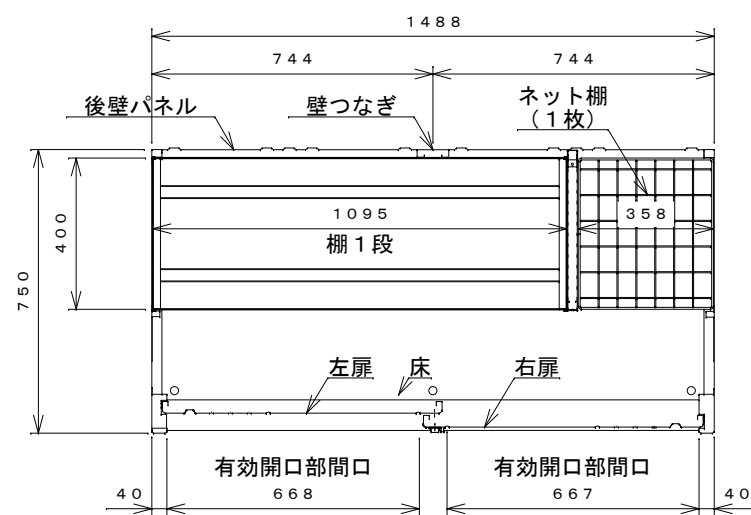 1488
744
744
後壁パネル
壁つなぎ
ネット棚
（1枚）
1095
358
棚1段
400
750
左扉
床
右扉
有効開口部間口
有効開口部間口
40
668
667
40